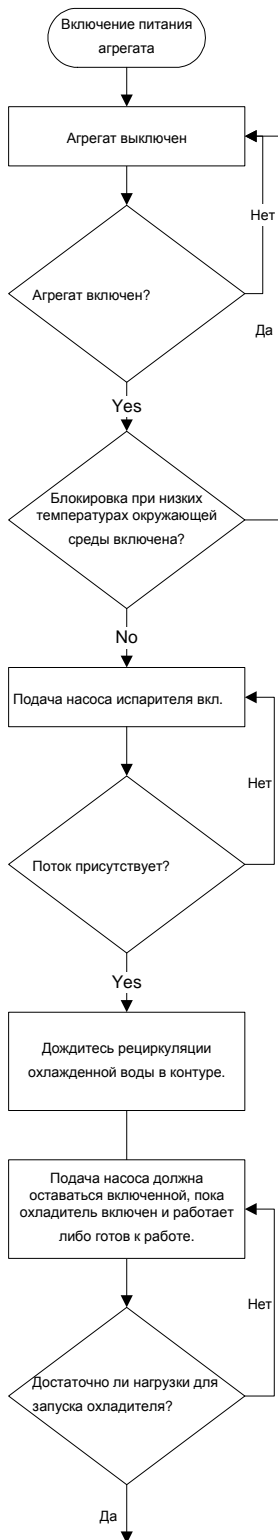 Включение питания
агрегата
Агрегат выключен
Нет
Агрегат включен?
Да
Yes
Блокировка при низких
температурах окружающей
среды включена?
No
Подача насоса испарителя вкл.
Нет
Поток присутствует?
Yes
Дождитесь рециркуляции
охлажденной воды в контуре.
Подача насоса должна
оставаться включенной, пока
охладитель включен и работает
либо готов к работе.
Нет
Достаточно ли нагрузки для
запуска охладителя?
Да